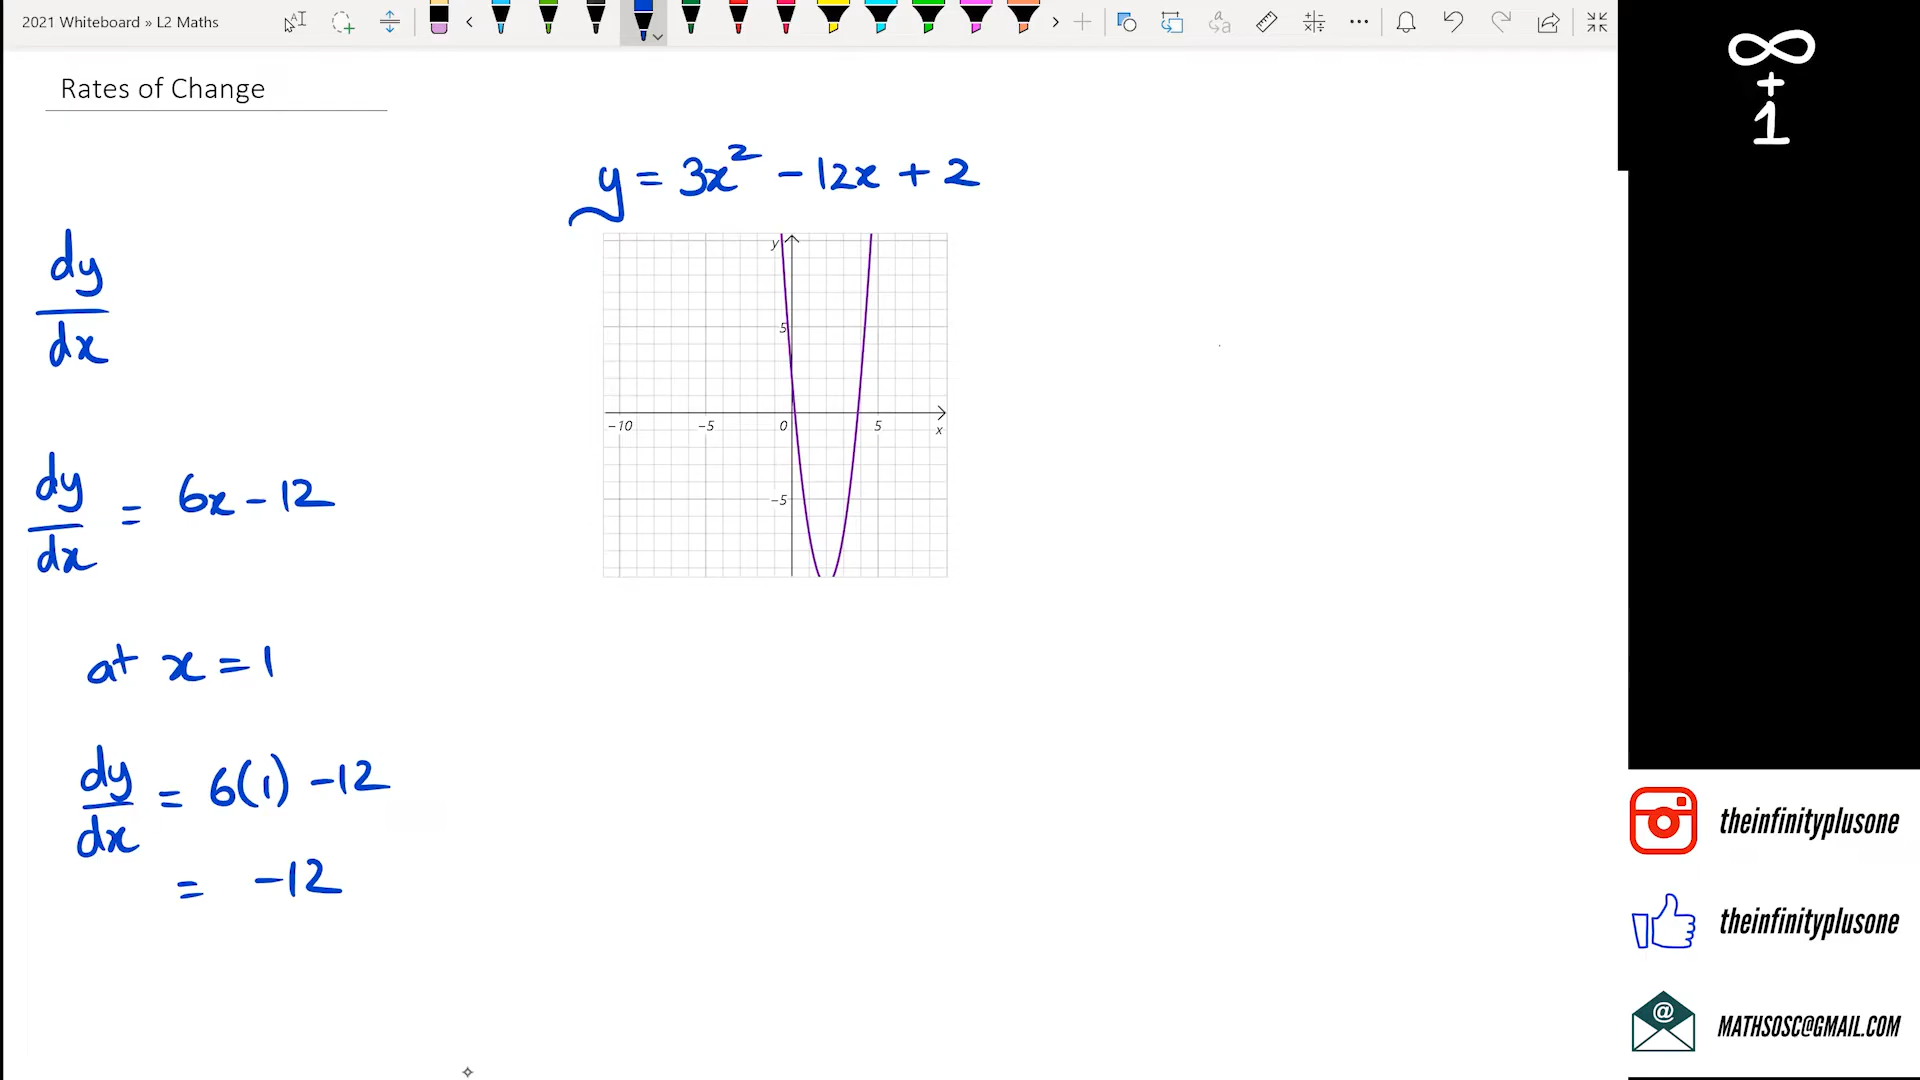 2021 Whiteboard » L2 Maths
∞
+
1
Rates of Change
y = 3x² - 12x + 2
dy
dx
y
5
-10 -5 0 5 x
-5
dy/dx = 6x - 12
at x = 1
dy/dx = 6(1) - 12
= -12
theinfinityplusone
theinfinityplusone
@
MATHSOSC@GMAIL.COM